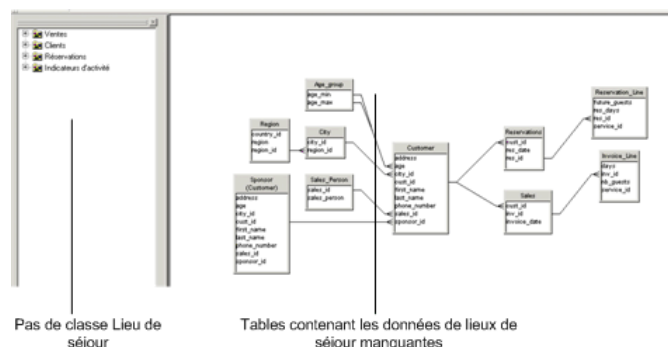 Ventes
Clients
Réservations
Indicateurs d'activité
Age_group
age_min
age_max
Region
country_id
region
region_id
City
city_id
region_id
Sponsor
(Customer)
address
age
city_id
cust_id
first_name
last_name
phone_number
sales_id
sponsor_id
Sales_Person
sales_id
sales_person
Customer
address
age
city_id
cust_id
first_name
last_name
phone_number
sales_id
sponsor_id
Reservations
cust_id
res_date
res_id
Sales
cust_id
inv_id
invoice_date
Reservation_Line
future_guests
res_days
res_id
service_id
Invoice_Line
days
inv_id
nb_guests
service_id
Pas de classe Lieu de
séjour
Tables contenant les données de lieux de
séjour manquantes